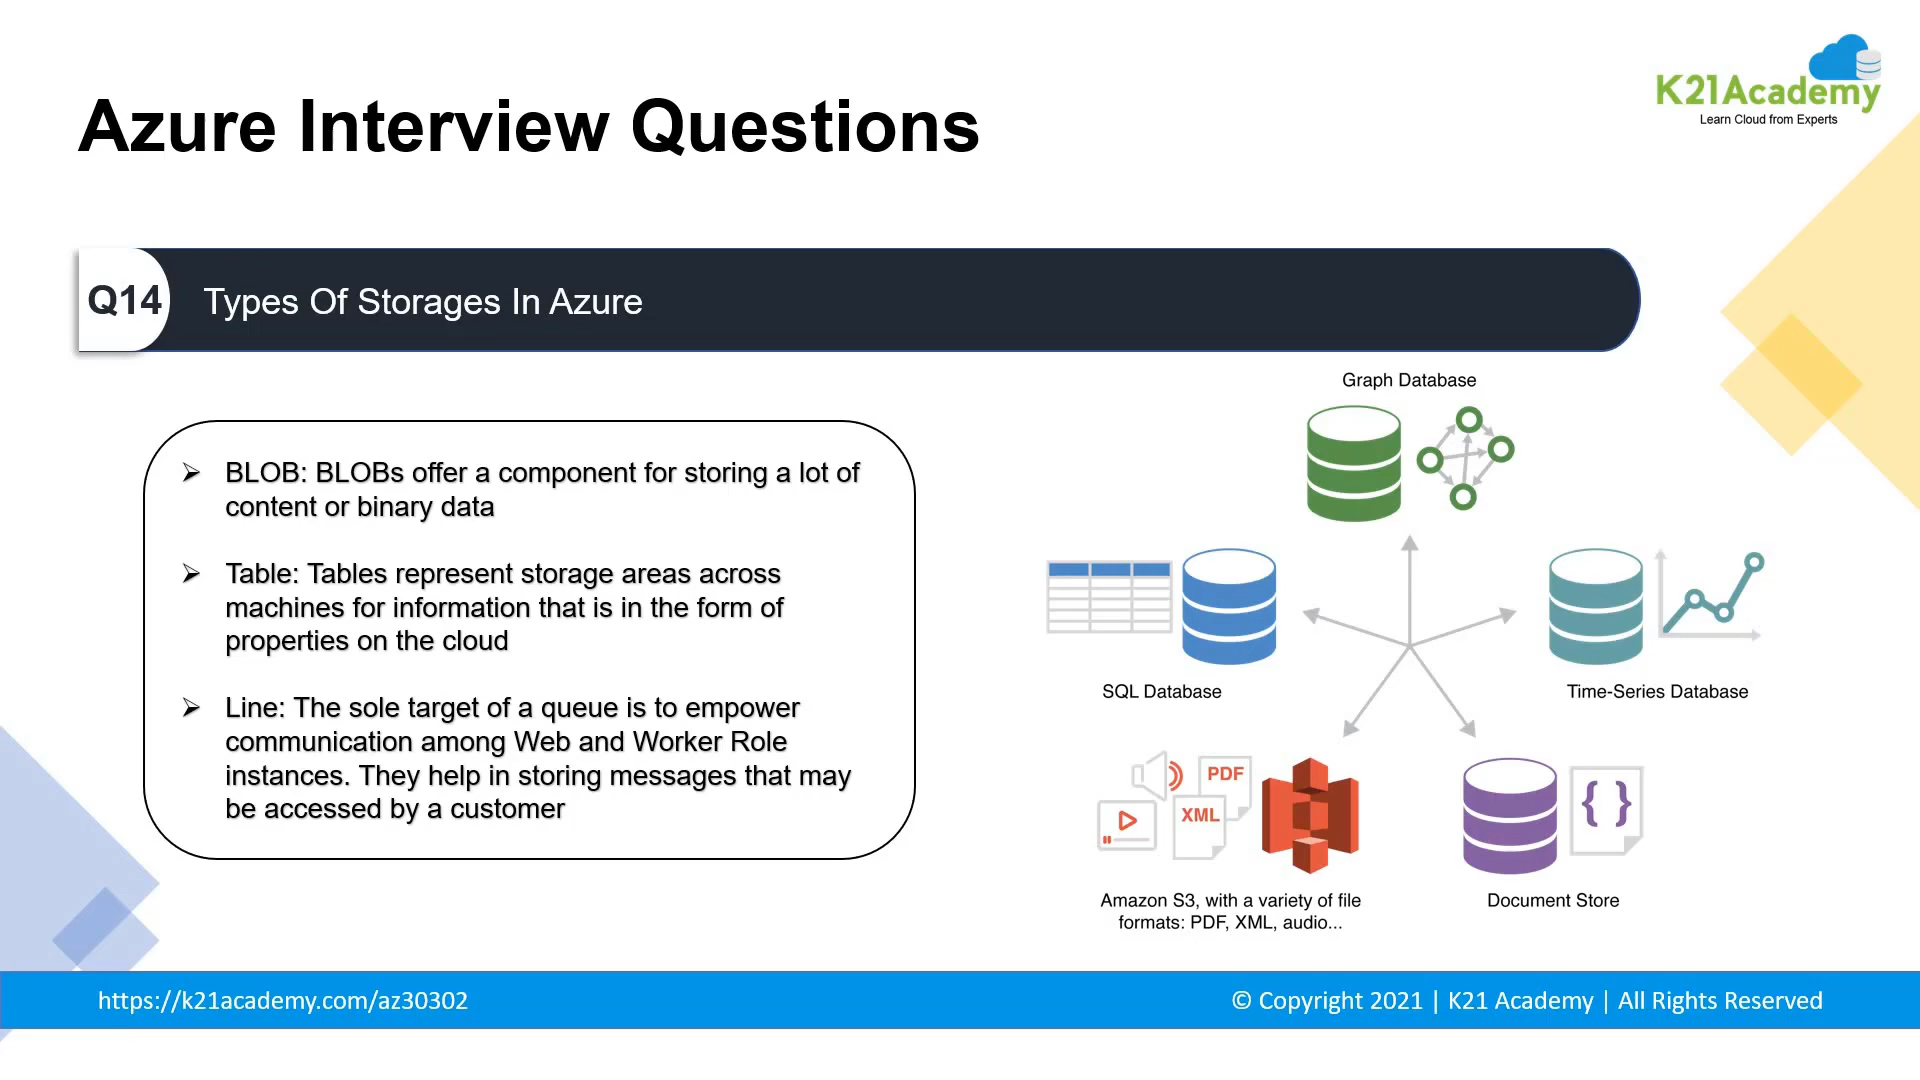 K21Academy
Learn Cloud from Experts
Azure Interview Questions
Q14
Types Of Storages In Azure
BLOB: BLOBs offer a component for storing a lot of
content or binary data
Table: Tables represent storage areas across
machines for information that is in the form of
properties on the cloud
Line: The sole target of a queue is to empower
communication among Web and Worker Role
instances. They help in storing messages that may
be accessed by a customer
Graph Database
SQL Database
Time-Series Database
PDF
XML
{ }
Amazon S3, with a variety of file
formats: PDF, XML, audio...
Document Store
https://k21academy.com/az30302
© Copyright 2021 | K21 Academy | All Rights Reserved